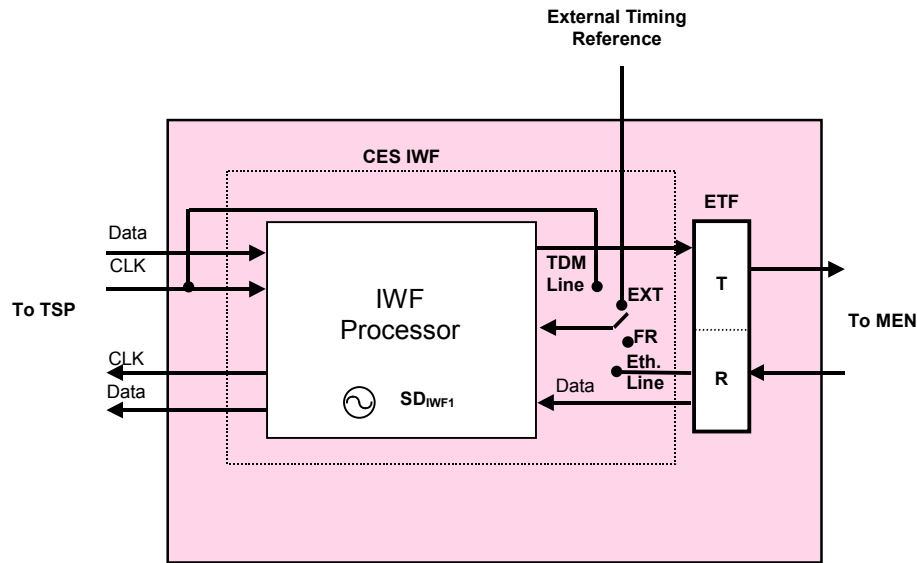 External Timing
Reference
CES IWF
ETF
Data
CLK
To TSP
CLK
Data
IWF
Processor
SDIWF1
TDM
Line
EXT
FR
Eth.
Line
Data
T
R
To MEN